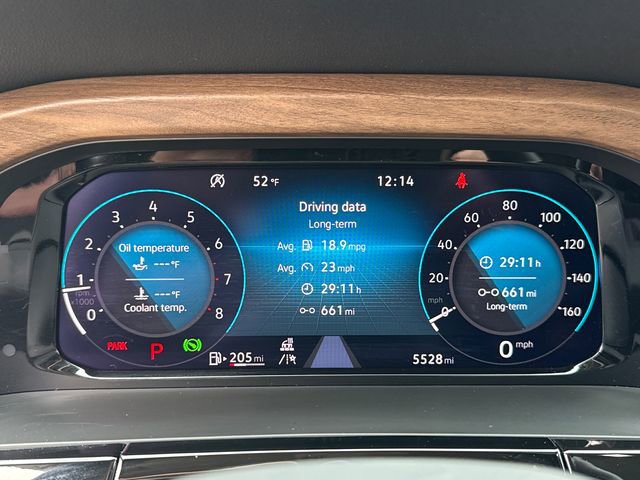 52 °F
12:14
3 4 5
2 6
1 7
0 8
rpm
x1000
Oil temperature
---°F
---°F
Coolant temp.
Driving data
Long-term
Avg. 18.9 mpg
Avg. 23 mph
29:11 h
661 mi
60 80 100
40 120
20 140
0 160
mph
29:11 h
661 mi
Long-term
PARK P
205 mi
5528 mi
0 mph